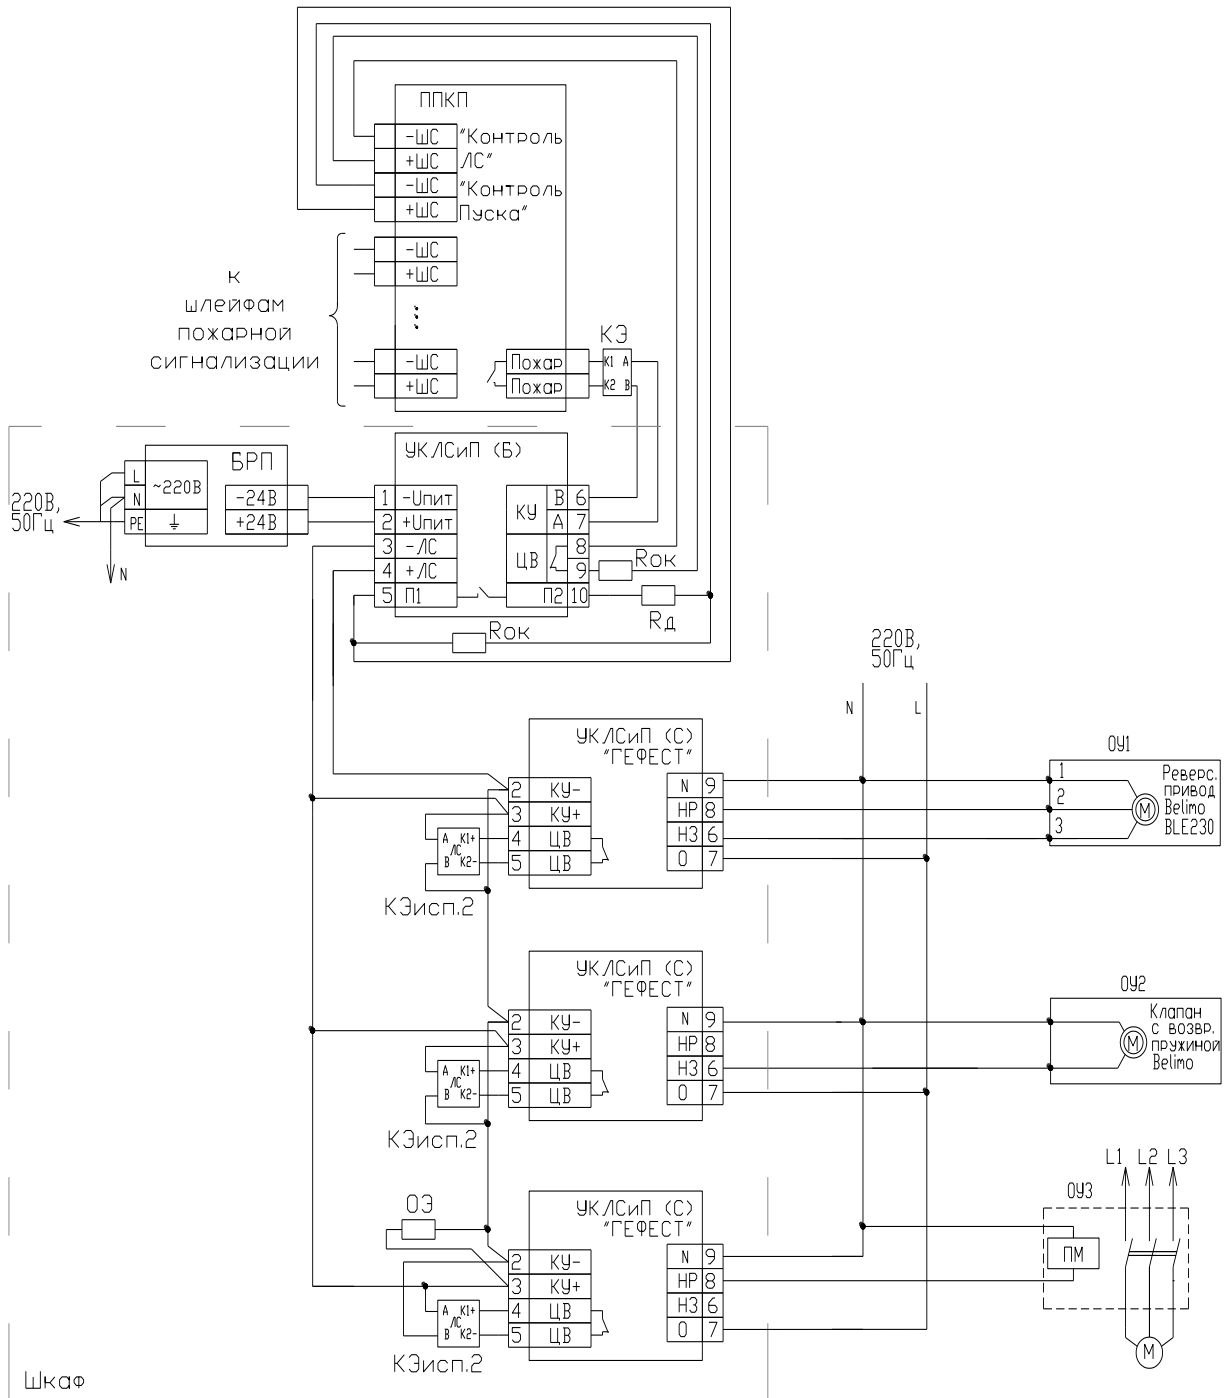 ППКП
-ШС "Контроль
+ШС ЛС"
-ШС "Контроль
+ШС Пуска"
-ШС
+ШС
К
шлейфам
пожарной
сигнализации
-ШС
+ШС
Пожар
Пожар
КЭ
К1 А
К2 В
БРП
L
N
PE
~220В
-24В
+24В
220В,
50Гц
N
УКЛСиП (Б)
1 -Uпит
2 +Uпит
3 -ЛС
4 +ЛС
5 П1
КУ
В 6
А 7
ЦВ
8
9
П2 10
Rок
Rд
Rок
220В,
50Гц
N
L
УКЛСиП (С)
"ГЕФЕСТ"
2 КУ-
3 КУ+
4 ЦВ
5 ЦВ
N 9
НР 8
НЗ 6
О 7
А К1+
ЛС
В К2-
КЭисп.2
ОУ1
1
2
3
М
Реверс.
привод
Belimo
BLE230
УКЛСиП (С)
"ГЕФЕСТ"
2 КУ-
3 КУ+
4 ЦВ
5 ЦВ
N 9
НР 8
НЗ 6
О 7
А К1+
ЛС
В К2-
КЭисп.2
ОУ2
М
Клапан
с возвр.
пружиной
Belimo
УКЛСиП (С)
"ГЕФЕСТ"
ОЭ
2 КУ-
3 КУ+
4 ЦВ
5 ЦВ
N 9
НР 8
НЗ 6
О 7
А К1+
ЛС
В К2-
КЭисп.2
L1 L2 L3
ОУ3
ПМ
М
Шкаф